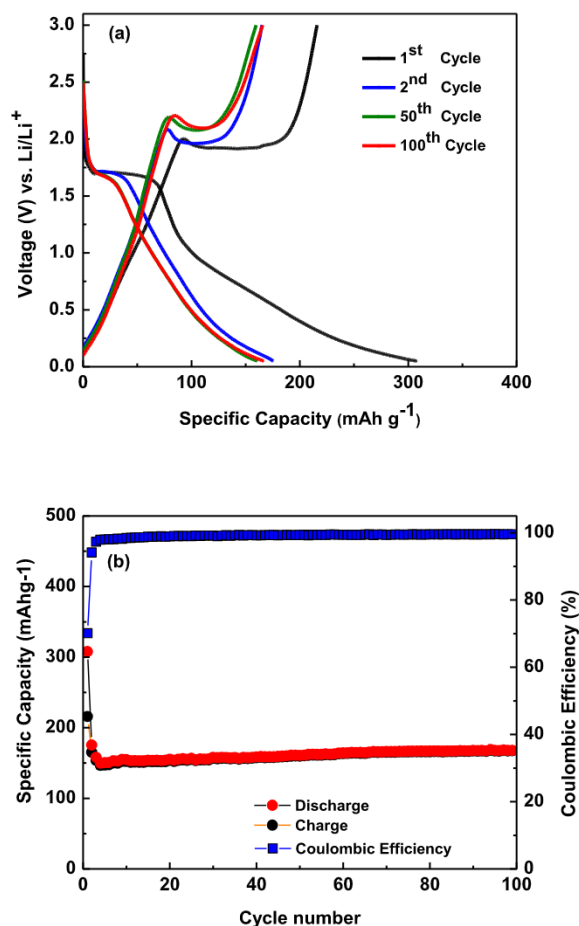 (a)
3.0
2.5
2.0
1.5
1.0
0.5
0.0
Voltage (V) vs. Li/Li+
1st Cycle
2nd Cycle
50th Cycle
100th Cycle
0 100 200 300 400
Specific Capacity (mAh g-1)
(b)
500
450
300
150
150
0
Specific Capacity (mAhg-1)
100
80
60
40
20
0
Coulombic Efficiency (%)
Discharge
Charge
Coulombic Efficiency
0 20 40 60 80 100
Cycle number